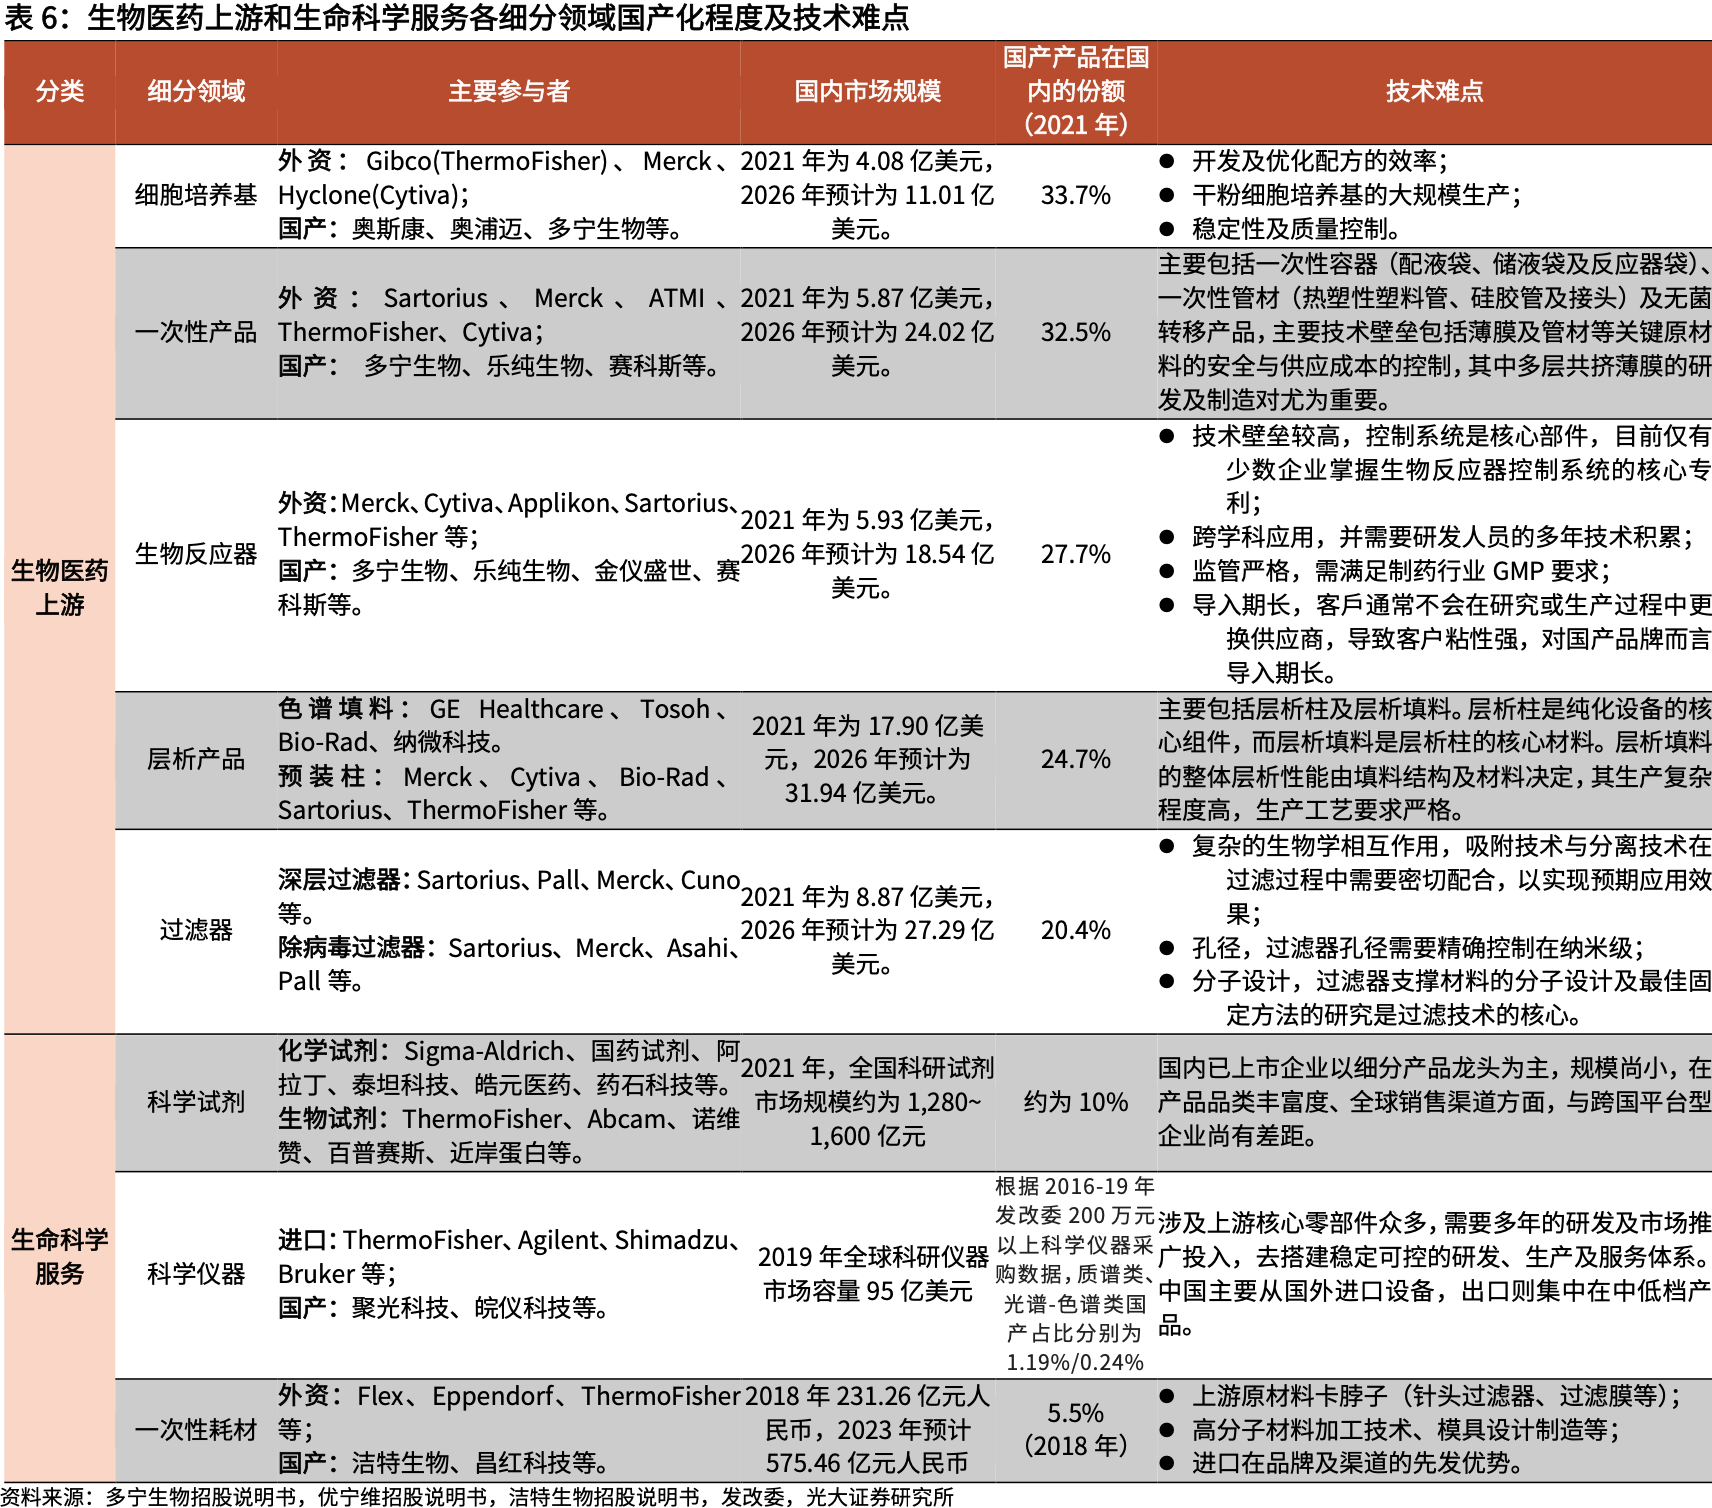 表 6：生物医药上游和生命科学服务各细分领域国产化程度及技术难点
分类
细分领域
主要参与者
国内市场规模
国产产品在国
内的份额
（2021 年）
技术难点
生物医药
上游
细胞培养基
外资：Gibco(ThermoFisher)、Merck、
Hyclone(Cytiva)；
国产：奥斯康、奥浦迈、多宁生物等。
2021 年为 4.08 亿美元，
2026 年预计为 11.01 亿
美元。
33.7%
● 开发及优化配方的效率；
● 干粉细胞培养基的大规模生产；
● 稳定性及质量控制。
一次性产品
外资：Sartorius、Merck、ATMI、
ThermoFisher、Cytiva；
国产： 多宁生物、乐纯生物、赛科斯等。
2021 年为 5.87 亿美元，
2026 年预计为 24.02 亿
美元。
32.5%
主要包括一次性容器（配液袋、储液袋及反应器袋）、
一次性管材（热塑性塑料管、硅胶管及接头）及无菌
转移产品，主要技术壁垒包括薄膜及管材等关键原材
料的安全与供应成本的控制，其中多层共挤薄膜的研
发及制造对尤为重要。
生物反应器
外资：Merck、Cytiva、Applikon、Sartorius、
ThermoFisher 等；
国产：多宁生物、乐纯生物、金仪盛世、赛
科斯等。
2021 年为 5.93 亿美元，
2026 年预计为 18.54 亿
美元。
27.7%
● 技术壁垒较高，控制系统是核心部件，目前仅有
少数企业掌握生物反应器控制系统的核心专
利；
● 跨学科应用，并需要研发人员的多年技术积累；
● 监管严格，需满足制药行业 GMP 要求；
● 导入期长，客戶通常不会在研究或生产过程中更
换供应商，导致客户粘性强，对国产品牌而言
导入期长。
层析产品
色谱填料：GE Healthcare、Tosoh、
Bio-Rad、纳微科技。
预装柱：Merck、Cytiva、Bio-Rad、
Sartorius、ThermoFisher 等。
2021 年为 17.90 亿美
元，2026 年预计为
31.94 亿美元。
24.7%
主要包括层析柱及层析填料。层析柱是纯化设备的核
心组件，而层析填料是层析柱的核心材料。层析填料
的整体层析性能由填料结构及材料决定，其生产复杂
程度高，生产工艺要求严格。
过滤器
深层过滤器：Sartorius、Pall、Merck、Cuno
等。
除病毒过滤器：Sartorius、Merck、Asahi、
Pall 等。
2021 年为 8.87 亿美元，
2026 年预计为 27.29 亿
美元。
20.4%
● 复杂的生物学相互作用，吸附技术与分离技术在
过滤过程中需要密切配合，以实现预期应用效
果；
● 孔径，过滤器孔径需要精确控制在纳米级；
● 分子设计，过滤器支撑材料的分子设计及最佳固
定方法的研究是过滤技术的核心。
生命科学
服务
科学试剂
化学试剂：Sigma-Aldrich、国药试剂、阿
拉丁、泰坦科技、皓元医药、药石科技等。
生物试剂：ThermoFisher、Abcam、诺维
赞、百普赛斯、近岸蛋白等。
2021 年，全国科研试剂
市场规模约为 1,280~
1,600 亿元
约为 10%
国内已上市企业以细分产品龙头为主，规模尚小，在
产品品类丰富度、全球销售渠道方面，与跨国平台型
企业尚有差距。
科学仪器
进口：ThermoFisher、Agilent、Shimadzu、
Bruker 等；
国产：聚光科技、皖仪科技等。
2019 年全球科研仪器
市场容量 95 亿美元
根据 2016-19 年
发改委 200 万元
以上科学仪器采
购数据，质谱类、
光谱-色谱类国
产占比分别为
1.19%/0.24%
涉及上游核心零部件众多，需要多年的研发及市场推
广投入，去搭建稳定可控的研发、生产及服务体系。
中国主要从国外进口设备，出口则集中在中低档产
品。
一次性耗材
外资：Flex、Eppendorf、ThermoFisher
等；
国产：洁特生物、昌红科技等。
2018 年 231.26 亿元人
民币，2023 年预计
575.46 亿元人民币
5.5%
（2018 年）
● 上游原材料卡脖子（针头过滤器、过滤膜等）；
● 高分子材料加工技术、模具设计制造等；
● 进口在品牌及渠道的先发优势。
资料来源：多宁生物招股说明书，优宁维招股说明书，洁特生物招股说明书，发改委，光大证券研究所